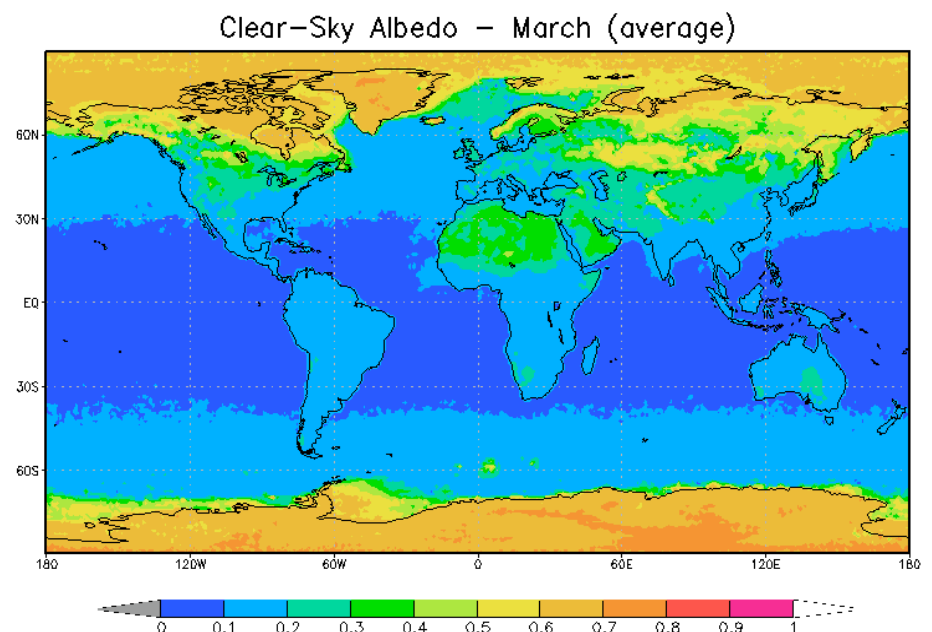 Clear-Sky Albedo - March (average)
60N
30N
EQ
30S
60S
180 120W 60W 0 60E 120E 180
0 0.1 0.2 0.3 0.4 0.5 0.6 0.7 0.8 0.9 1